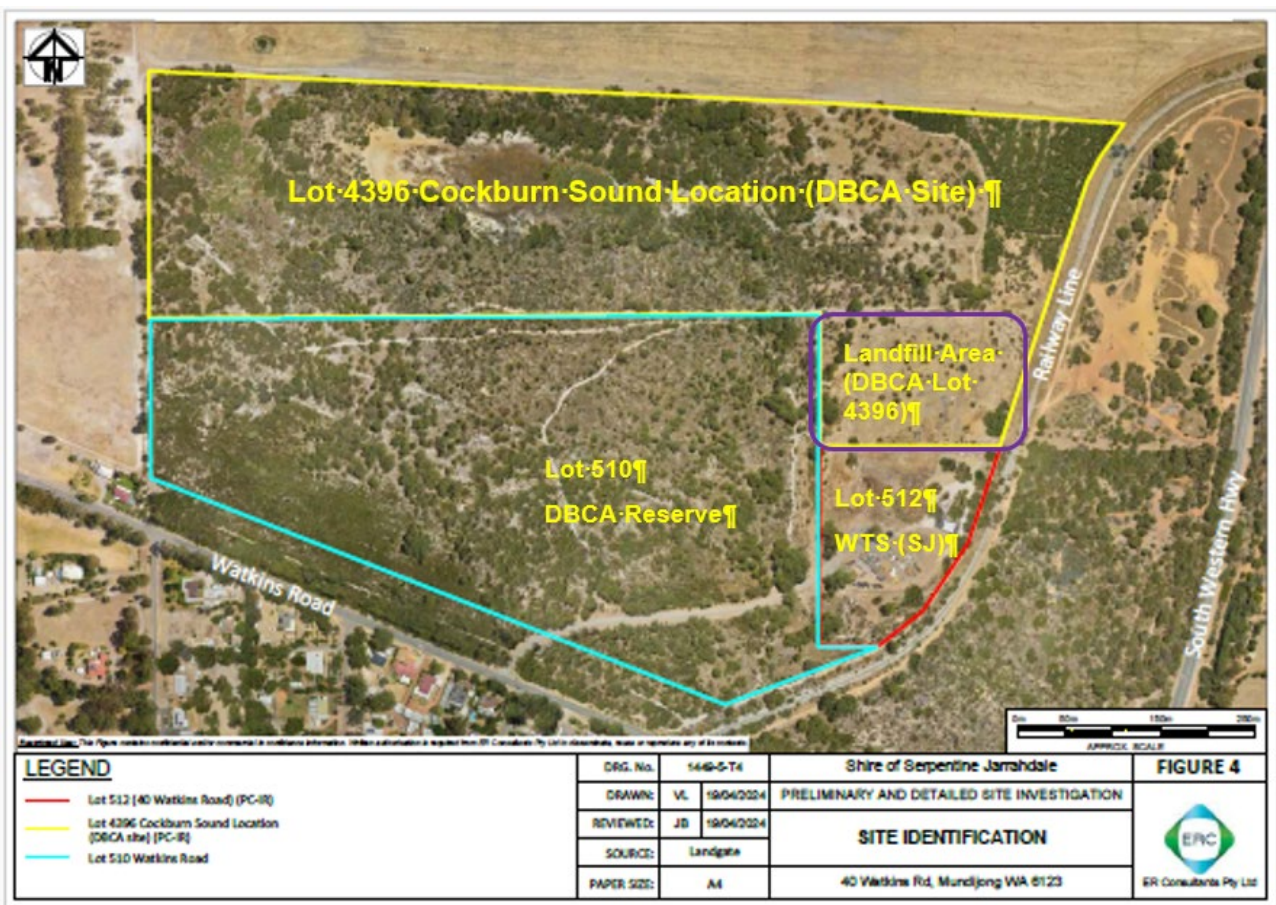 N
Lot·4396·Cockburn·Sound·Location·(DBCA·Site)·¶
Railway Line
Landfill·Area·
(DBCA·Lot·
4396)¶
Lot·510¶
DBCA·Reserve¶
Lot·512¶
WTS·(SJ)¶
Watkins Road
South Western Hwy
0m 50m 150m 250m
APPROX. SCALE
LEGEND
Lot 512 (40 Watkins Road) (PC-IR)
Lot 4396 Cockburn Sound Location
(DBCA site) (PC-IR)
Lot 510 Watkins Road
DRG. No. 1449-S-T4
DRAWN: VL 19/04/2024
REVIEWED: JB 19/04/2024
SOURCE: Landgate
PAPER SIZE: A4
Shire of Serpentine Jarrahdale
PRELIMINARY AND DETAILED SITE INVESTIGATION
SITE IDENTIFICATION
40 Watkins Rd, Mundijong WA 6123
FIGURE 4
ERC
ER Consultants Pty Ltd